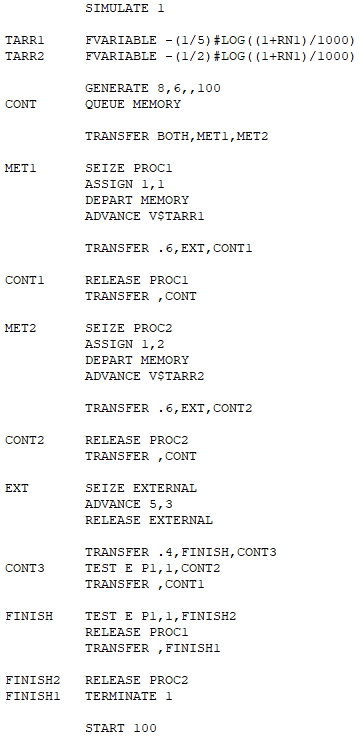 SIMULATE 1
TARR1 FVARIABLE -(1/5)#LOG((1+RN1)/1000)
TARR2 FVARIABLE -(1/2)#LOG((1+RN1)/1000)
GENERATE 8,6,,100
CONT QUEUE MEMORY
TRANSFER BOTH,MET1,MET2
MET1 SEIZE PROC1
ASSIGN 1,1
DEPART MEMORY
ADVANCE V$TARR1
TRANSFER .6,EXT,CONT1
CONT1 RELEASE PROC1
TRANSFER ,CONT
MET2 SEIZE PROC2
ASSIGN 1,2
DEPART MEMORY
ADVANCE V$TARR2
TRANSFER .6,EXT,CONT2
CONT2 RELEASE PROC2
TRANSFER ,CONT
EXT SEIZE EXTERNAL
ADVANCE 5,3
RELEASE EXTERNAL
TRANSFER .4,FINISH,CONT3
CONT3 TEST E P1,1,CONT2
TRANSFER ,CONT1
FINISH TEST E P1,1,FINISH2
RELEASE PROC1
TRANSFER ,FINISH1
FINISH2 RELEASE PROC2
FINISH1 TERMINATE 1
START 100